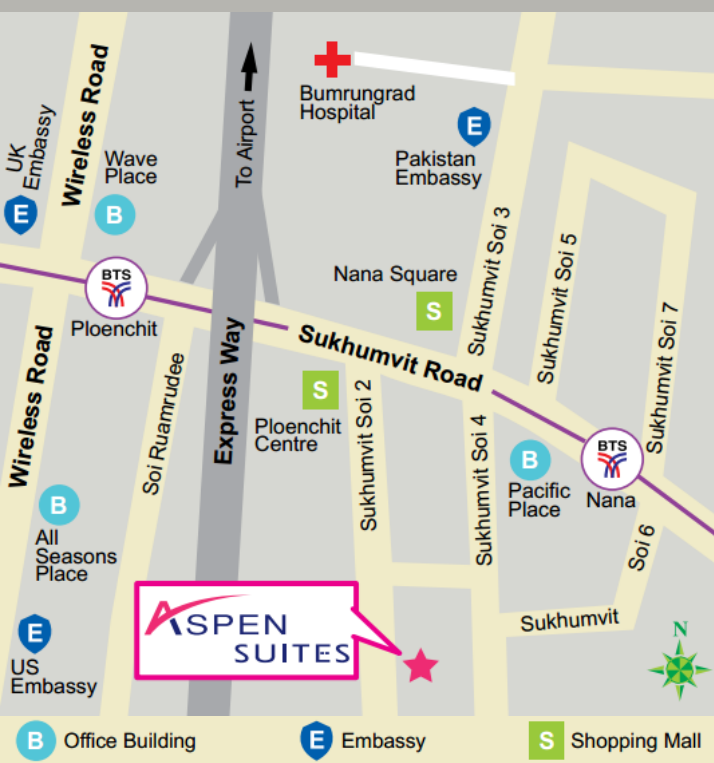 Wireless Road
To Airport
Bumrungrad
Hospital
UK
Embassy
E
Wave
Place
B
E
Pakistan
Embassy
Sukhumvit Soi 3
Sukhumvit Soi 5
Nana Square
S
BTS
Ploenchit
Sukhumvit Road
Sukhumvit Soi 7
Wireless Road
Soi Ruamrudee
Express Way
S
Ploenchit
Centre
Sukhumvit Soi 2
Sukhumvit Soi 4
B
Pacific
Place
BTS
Nana
B
All
Seasons
Place
Soi 6
Sukhumvit
ASPEN
SUITES
E
US
Embassy
N
B Office Building
E Embassy
S Shopping Mall